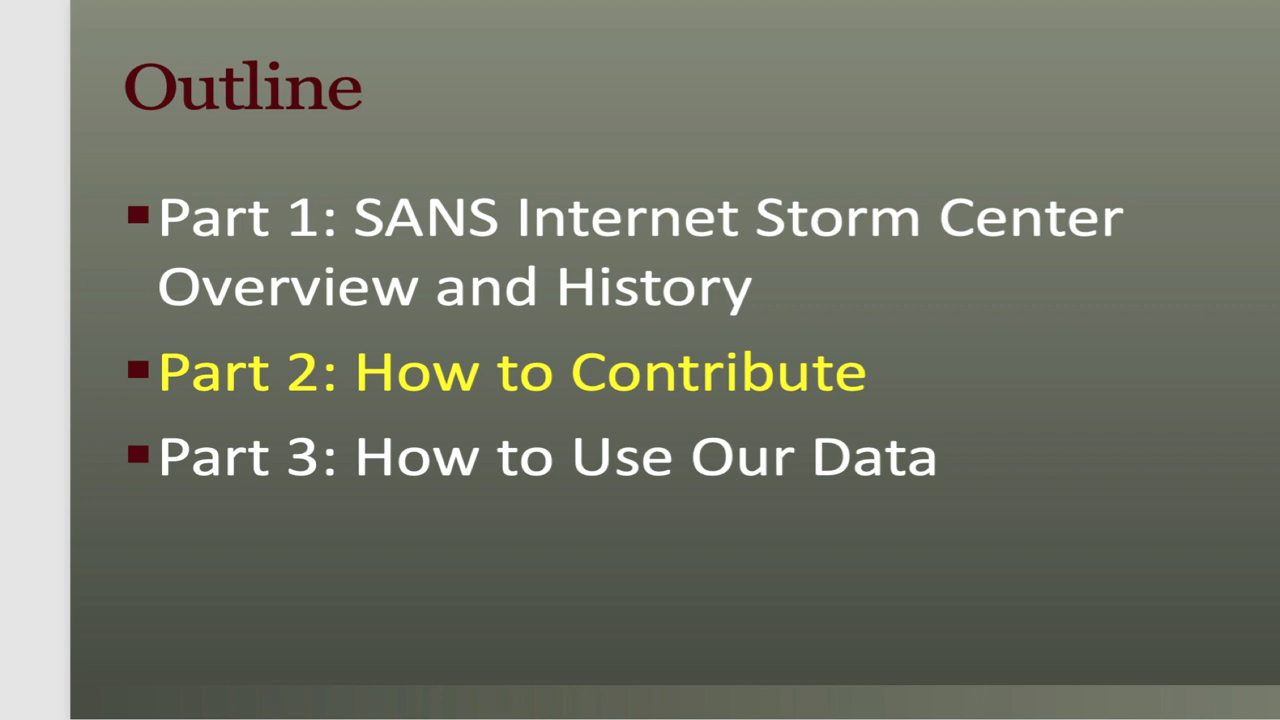 Outline
Part 1: SANS Internet Storm Center
Overview and History
Part 2: How to Contribute
Part 3: How to Use Our Data